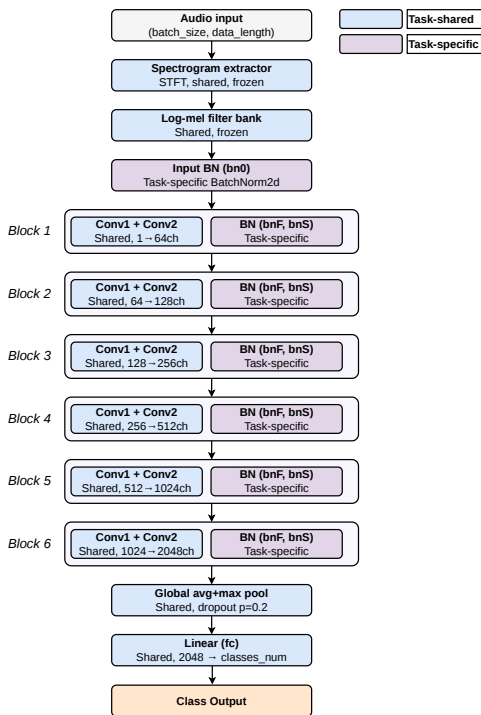 Audio input
(batch_size, data_length)
Task-shared
Task-specific
Spectrogram extractor
STFT, shared, frozen
Log-mel filter bank
Shared, frozen
Input BN (bn0)
Task-specific BatchNorm2d
Block 1
Conv1 + Conv2
Shared, 1→64ch
BN (bnF, bnS)
Task-specific
Block 2
Conv1 + Conv2
Shared, 64→128ch
BN (bnF, bnS)
Task-specific
Block 3
Conv1 + Conv2
Shared, 128→256ch
BN (bnF, bnS)
Task-specific
Block 4
Conv1 + Conv2
Shared, 256→512ch
BN (bnF, bnS)
Task-specific
Block 5
Conv1 + Conv2
Shared, 512→1024ch
BN (bnF, bnS)
Task-specific
Block 6
Conv1 + Conv2
Shared, 1024→2048ch
BN (bnF, bnS)
Task-specific
Global avg+max pool
Shared, dropout p=0.2
Linear (fc)
Shared, 2048 → classes_num
Class Output